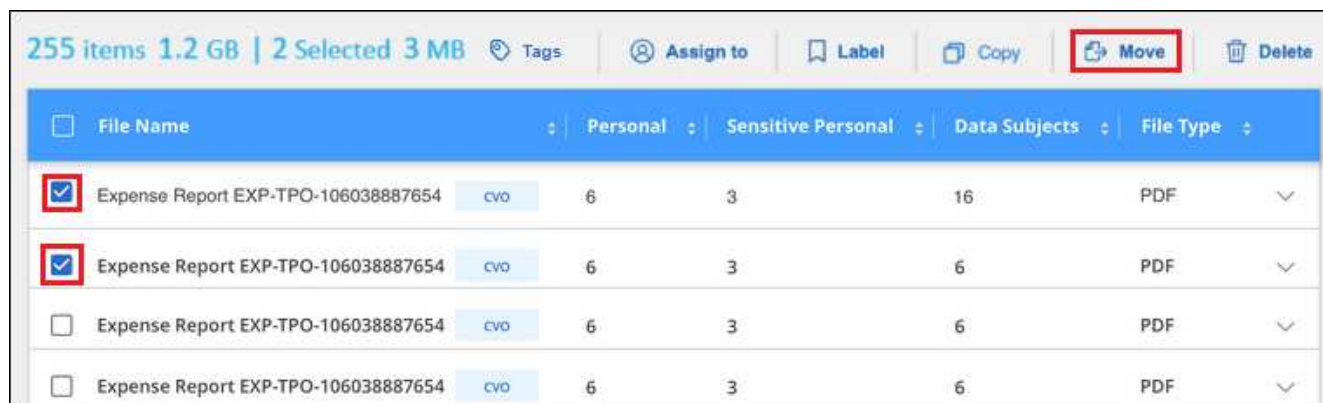 255 items 1.2 GB | 2 Selected 3 MB Tags Assign to Label Copy Move Delete
File Name Personal Sensitive Personal Data Subjects File Type
Expense Report EXP-TPO-106038887654 CVO 6 3 16 PDF
Expense Report EXP-TPO-106038887654 CVO 6 3 6 PDF
Expense Report EXP-TPO-106038887654 CVO 6 3 6 PDF
Expense Report EXP-TPO-106038887654 CVO 6 3 6 PDF